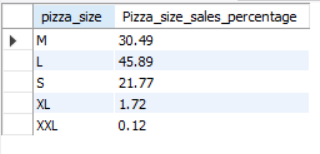 pizza_size Pizza_size_sales_percentage
M 30.49
L 45.89
S 21.77
XL 1.72
XXL 0.12